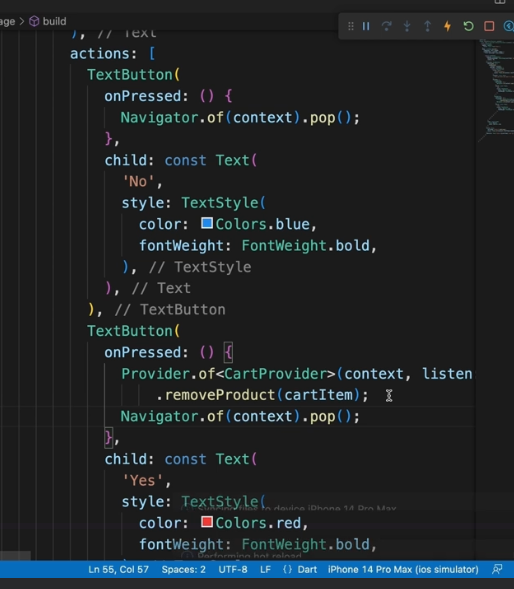 age > build
), // Text
actions: [
TextButton(
onPressed: () {
Navigator.of(context).pop();
},
child: const Text(
'No',
style: TextStyle(
color: Colors.blue,
fontWeight: FontWeight.bold,
), // TextStyle
), // Text
), // TextButton
TextButton(
onPressed: () {
Provider.of<CartProvider>(context, listen
.removeProduct(cartItem);
Navigator.of(context).pop();
},
child: const Text(
'Yes',
style: TextStyle(
Syncing files to device iPhone 14 Pro Max
color: Colors.red,
fontWeight: FontWeight.bold,
Performing hot reload
Ln 55, Col 57 Spaces: 2 UTF-8 LF {} Dart iPhone 14 Pro Max (ios simulator)